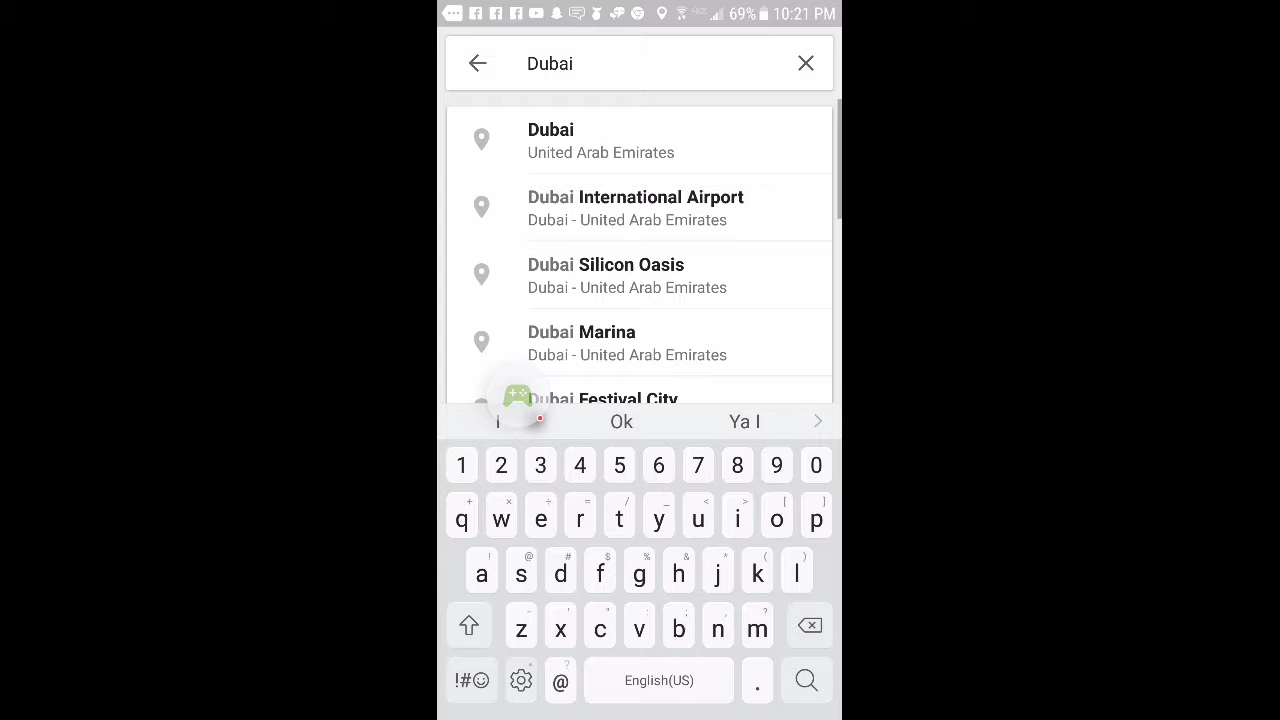 69% 10:21 PM
Dubai
Dubai
United Arab Emirates
Dubai International Airport
Dubai - United Arab Emirates
Dubai Silicon Oasis
Dubai - United Arab Emirates
Dubai Marina
Dubai - United Arab Emirates
Dubai Festival City
I Ok Ya I
1 2 3 4 5 6 7 8 9 0
+ × ÷ = / _ < > [ ]
q w e r t y u i o p
! @ # $ % & * ( )
a s d f g h j k l
- ' " : ; , ?
z x c v b n m
!#☺ @ ? English(US) .